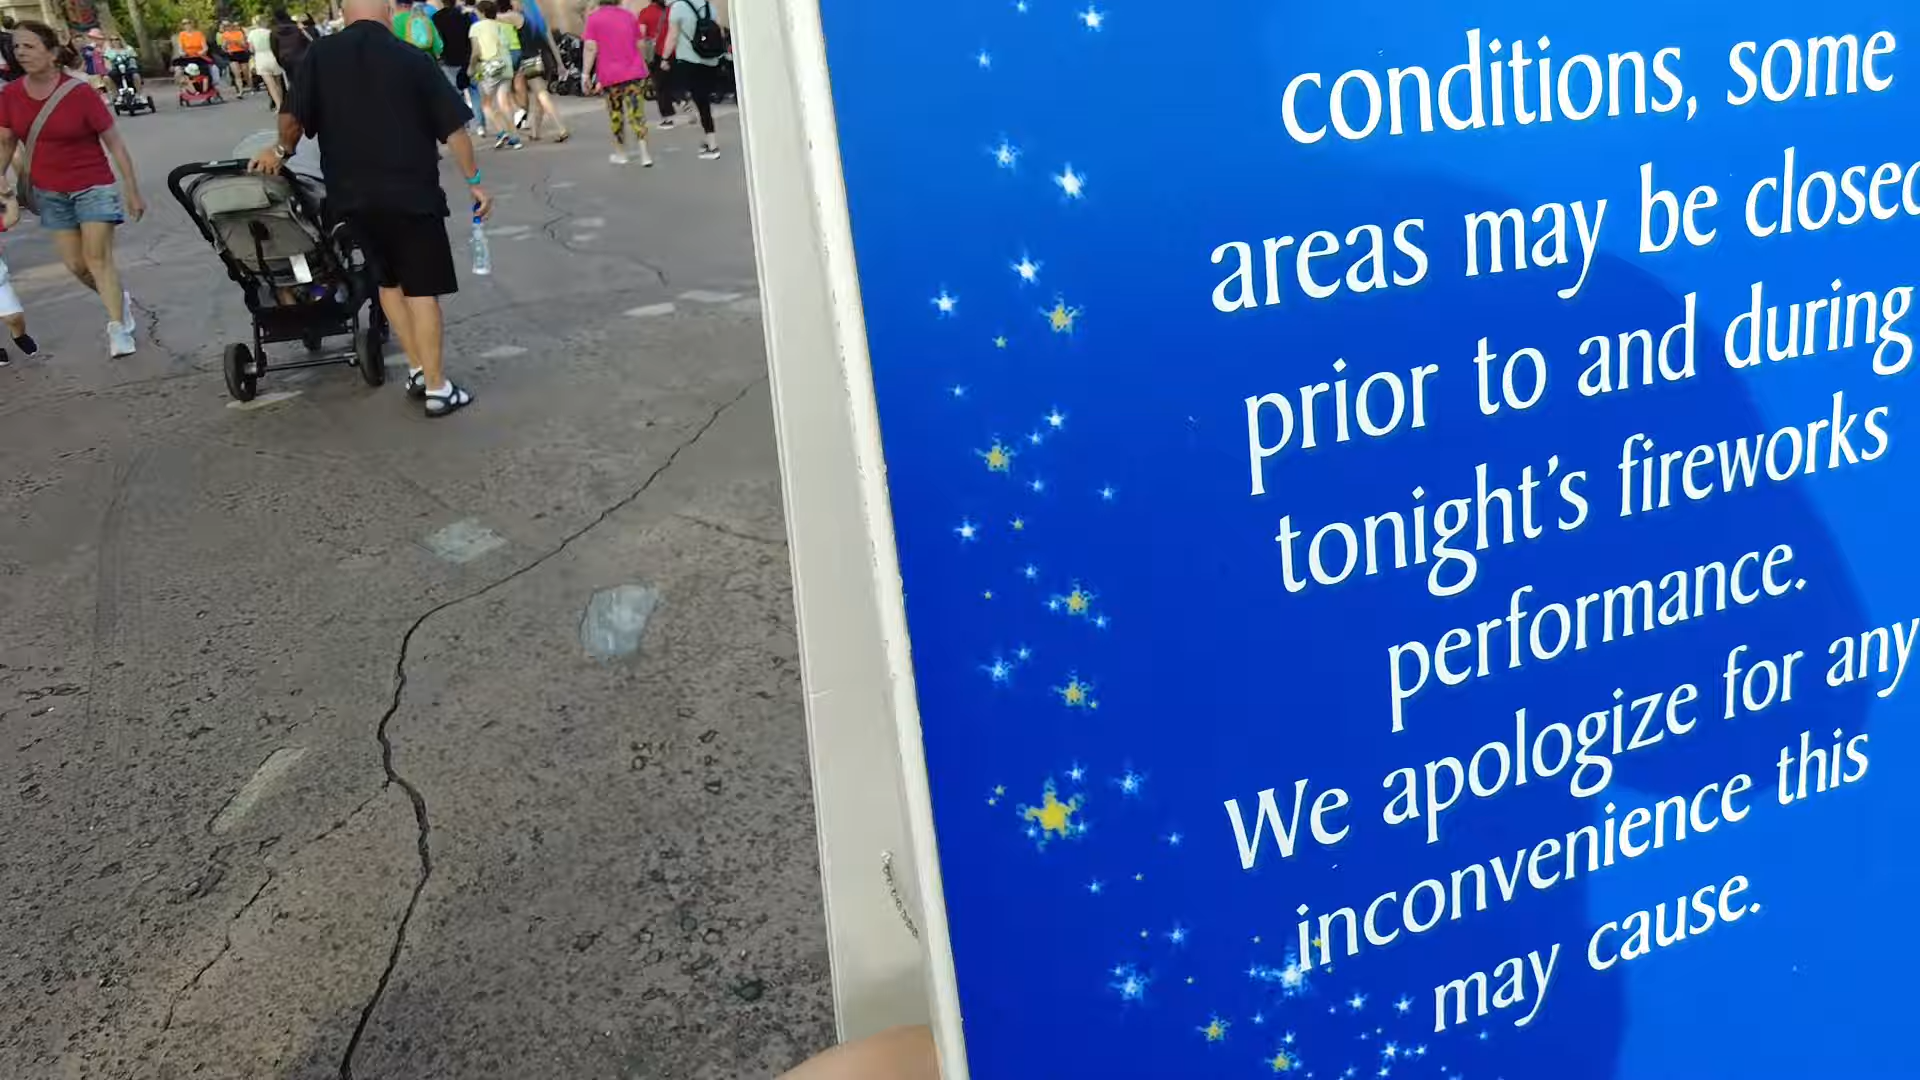 conditions, some
areas may be closed
prior to and during
tonight's fireworks
performance.
We apologize for any
inconvenience this
may cause.